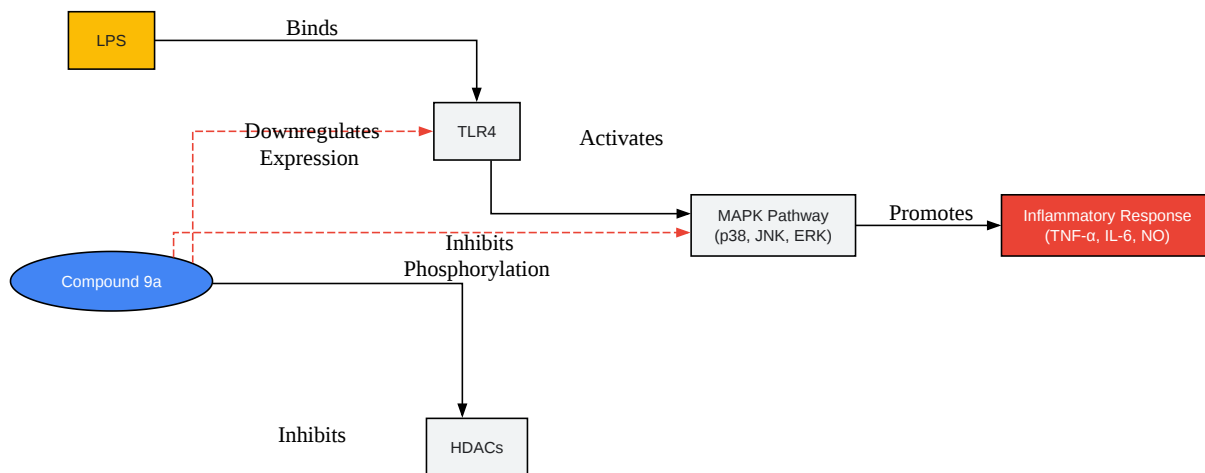 LPS
Binds
TLR4
Downregulates
Expression
Activates
MAPK Pathway
(p38, JNK, ERK)
Promotes
Inflammatory Response
(TNF-α, IL-6, NO)
Inhibits
Phosphorylation
Compound 9a
Inhibits
HDACs